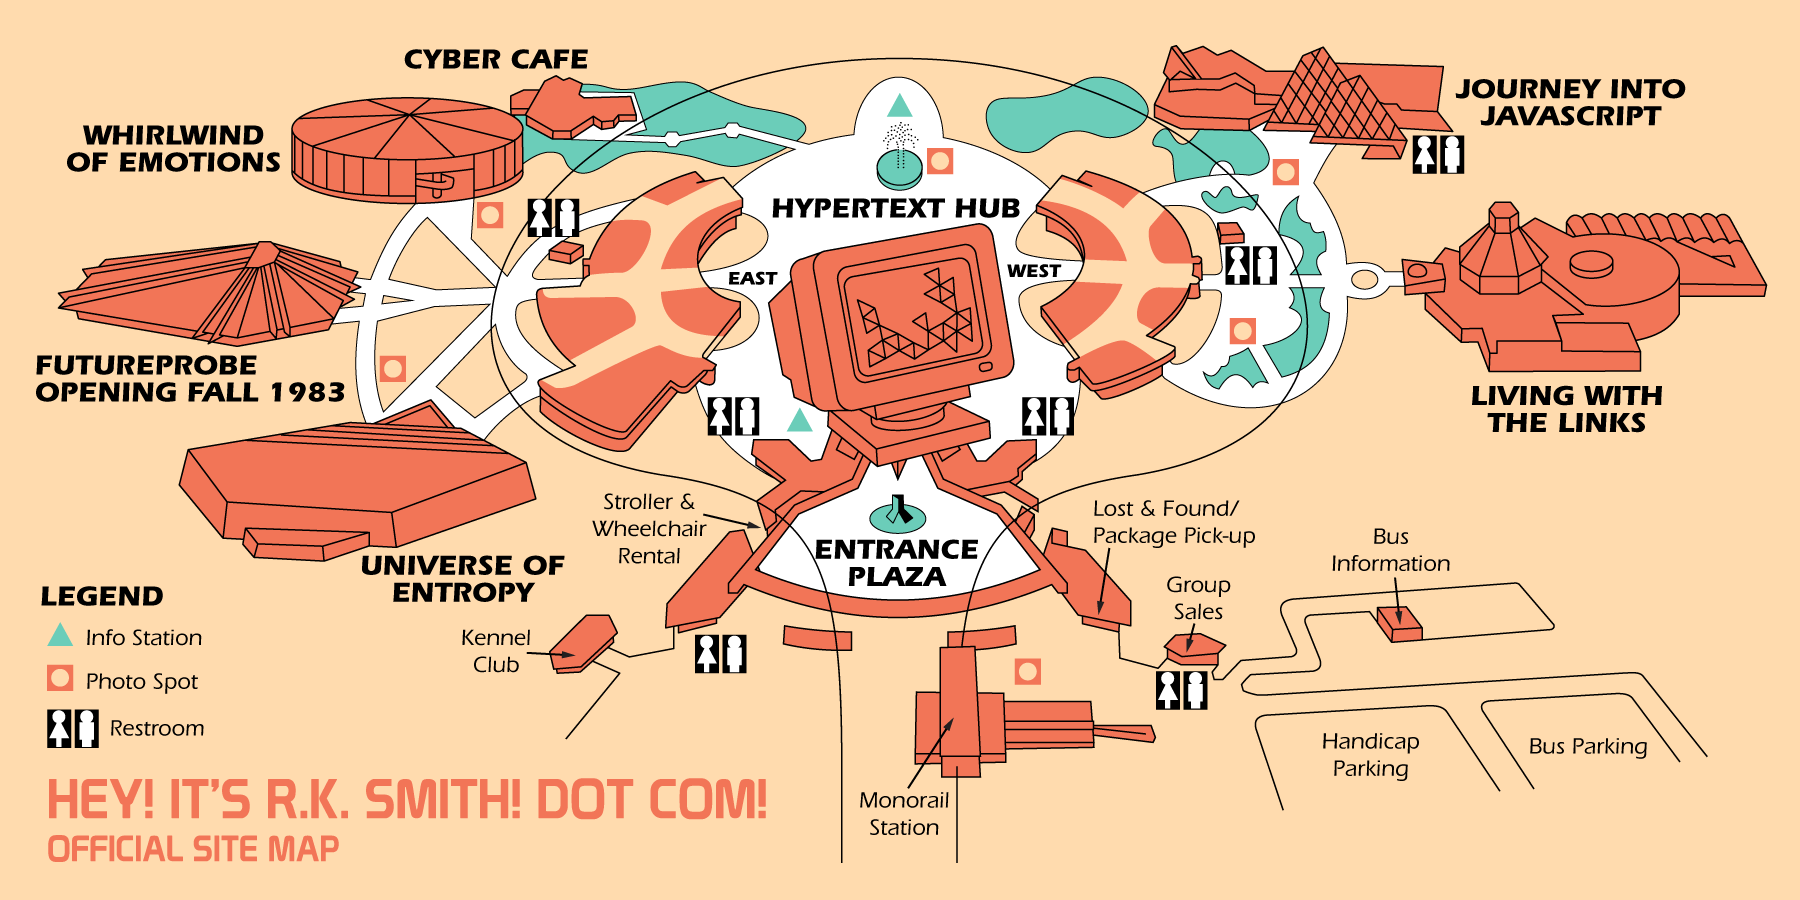 CYBER CAFE
WHIRLWIND
OF EMOTIONS
JOURNEY INTO
JAVASCRIPT
HYPERTEXT HUB
EAST
WEST
FUTUREPROBE
OPENING FALL 1983
LIVING WITH
THE LINKS
UNIVERSE OF
ENTROPY
Stroller &
Wheelchair
Rental
ENTRANCE
PLAZA
Lost & Found/
Package Pick-up
Bus
Information
Group
Sales
Kennel
Club
Handicap
Parking
Bus Parking
Monorail
Station
LEGEND
Info Station
Photo Spot
Restroom
HEY! IT'S R.K. SMITH! DOT COM!
OFFICIAL SITE MAP